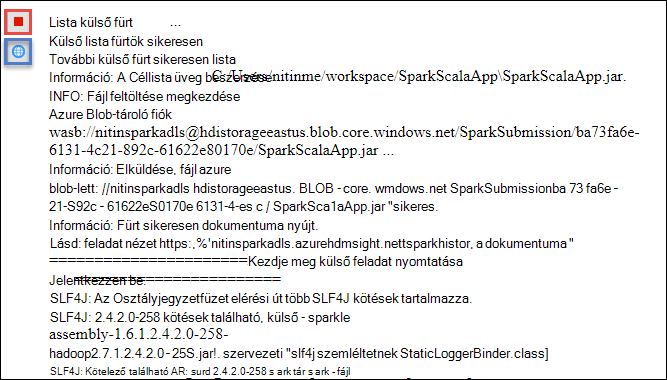 Lista külső fürt ...
Külső lista fürtök sikeresen
További külső fürt sikeresen lista
Információ: A Céllista üveg beszerzése C:/Users/nitinme/workspace/SparkScalaApp\SparkScalaApp.jar.
INFO: Fájl feltöltése megkezdése
Azure Blob-tároló fiók
wasb://nitinsparkadls@hdistorageeastus.blob.core.windows.net/SparkSubmission/ba73fa6e-
6131-4c21-892c-61622e80170e/SparkScalaApp.jar ...
Információ: Elküldése, fájl azure
blob-lett: //nitinsparkadls hdistorageeastus. BLOB - core. wmdows.net SparkSubmissionba 73 fa6e -
21-S92c - 61622eS0170e 6131-4-es c / SparkSca1aApp.jar "sikeres.
Információ: Fürt sikeresen dokumentuma nyújt.
Lásd: feladat nézet https:,%'nitinsparkadls.azurehdmsight.nettsparkhistor, a dokumentuma "
======================Kezdje meg külső feladat nyomtatása
Jelentkezzen be.=======================
SLF4J: Az Osztályjegyzetfüzet elérési út több SLF4J kötések tartalmazza.
SLF4J: 2.4.2.0-258 kötések található, külső - sparkle
assembly-1.6.1.2.4.2.0-258-
hadoop2.7.1.2.4.2.0 - 25S.jar!. szervezeti "slf4j szemléltetnek StaticLoggerBinder.class]
SLF4J: Kötelező található AR: surd 2.4.2.0-258 s ark tár s ark - fájl